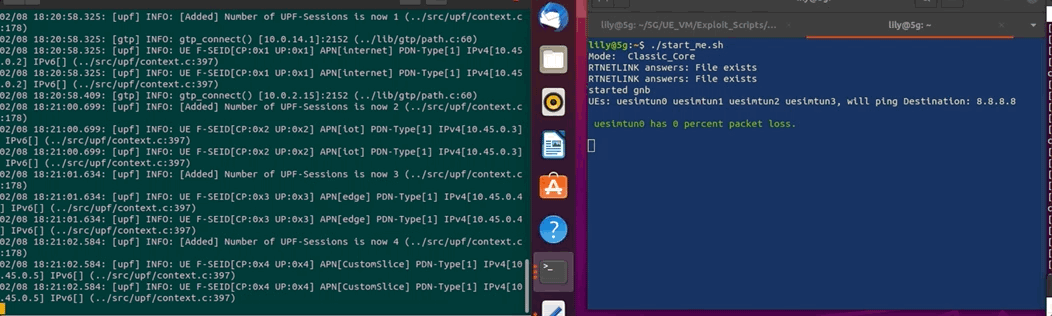 02/08 18:20:58.325: [upf] INFO: [Added] Number of UPF-Sessions is now 1 (../src/upf/context.c
:178)
02/08 18:20:58.325: [gtp] INFO: gtp_connect() [10.0.14.1]:2152 (../lib/gtp/path.c:60)
02/08 18:20:58.325: [upf] INFO: UE F-SEID[CP:0x1 UP:0x1] APN[internet] PDN-Type[1] IPv4[10.45
.0.2] IPv6[] (../src/upf/context.c:397)
02/08 18:20:58.325: [upf] INFO: UE F-SEID[CP:0x1 UP:0x1] APN[internet] PDN-Type[1] IPv4[10.45
.0.2] IPv6[] (../src/upf/context.c:397)
02/08 18:20:58.409: [gtp] INFO: gtp_connect() [10.0.2.15]:2152 (../lib/gtp/path.c:60)
02/08 18:21:00.699: [upf] INFO: [Added] Number of UPF-Sessions is now 2 (../src/upf/context.c
:178)
02/08 18:21:00.699: [upf] INFO: UE F-SEID[CP:0x2 UP:0x2] APN[iot] PDN-Type[1] IPv4[10.45.0.3]
IPv6[] (../src/upf/context.c:397)
02/08 18:21:00.699: [upf] INFO: UE F-SEID[CP:0x2 UP:0x2] APN[iot] PDN-Type[1] IPv4[10.45.0.3]
IPv6[] (../src/upf/context.c:397)
02/08 18:21:01.634: [upf] INFO: [Added] Number of UPF-Sessions is now 3 (../src/upf/context.c
:178)
02/08 18:21:01.634: [upf] INFO: UE F-SEID[CP:0x3 UP:0x3] APN[edge] PDN-Type[1] IPv4[10.45.0.4
] IPv6[] (../src/upf/context.c:397)
02/08 18:21:01.634: [upf] INFO: UE F-SEID[CP:0x3 UP:0x3] APN[edge] PDN-Type[1] IPv4[10.45.0.4
] IPv6[] (../src/upf/context.c:397)
02/08 18:21:02.584: [upf] INFO: [Added] Number of UPF-Sessions is now 4 (../src/upf/context.c
:178)
02/08 18:21:02.584: [upf] INFO: UE F-SEID[CP:0x4 UP:0x4] APN[CustomSlice] PDN-Type[1] IPv4[10
.45.0.5] IPv6[] (../src/upf/context.c:397)
02/08 18:21:02.584: [upf] INFO: UE F-SEID[CP:0x4 UP:0x4] APN[CustomSlice] PDN-Type[1] IPv4[10
.45.0.5] IPv6[] (../src/upf/context.c:397)
lily@5g: ~/5G/UE_VM/Exploit_Scripts/...
lily@5g: ~
lily@5g:~$ ./start_me.sh
Mode: Classic_Core
RTNETLINK answers: File exists
RTNETLINK answers: File exists
started gnb
UEs: uesimtun0 uesimtun1 uesimtun2 uesimtun3, will ping Destination: 8.8.8.8
uesimtun0 has 0 percent packet loss.